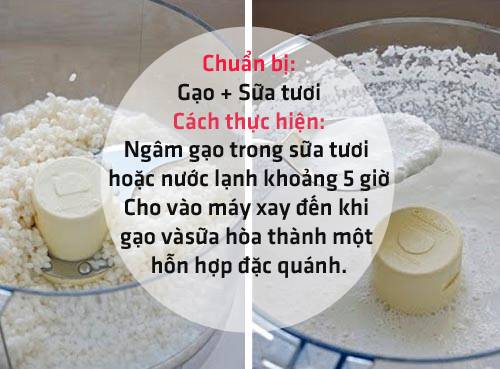 Chuẩn bị:
Gạo + Sữa tươi
Cách thực hiện:
Ngâm gạo trong sữa tươi
hoặc nước lạnh khoảng 5 giờ
Cho vào máy xay đến khi
gạo vàsữa hòa thành một
hỗn hợp đặc quánh.